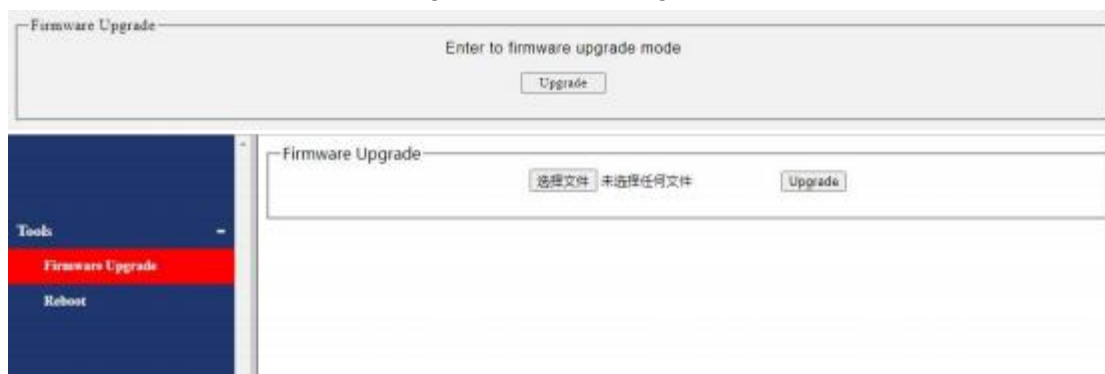 Firmware Upgrade
Enter to firmware upgrade mode
Upgrade
Firmware Upgrade
选择文件 未选择任何文件 Upgrade
Tools -
Firmware Upgrade
Reboot